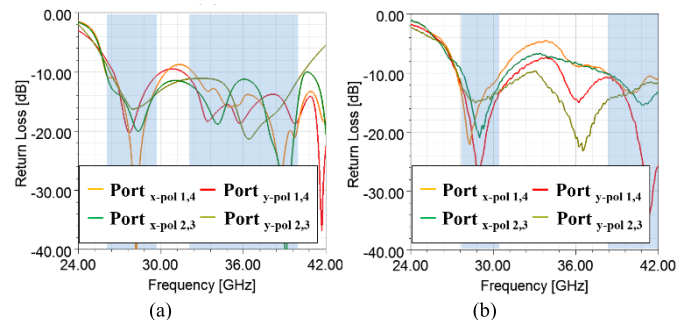 0.00
-10.00
-20.00
-30.00
-40.00
Return Loss [dB]
Port x-pol 1,4
Port y-pol 1,4
Port x-pol 2,3
Port y-pol 2,3
24.00 30.00 36.00 42.00
Frequency [GHz]
(a)
0.00
-10.00
-20.00
-30.00
-40.00
Return Loss [dB]
Port x-pol 1,4
Port y-pol 1,4
Port x-pol 2,3
Port y-pol 2,3
24.00 30.00 36.00 42.00
Frequency [GHz]
(b)